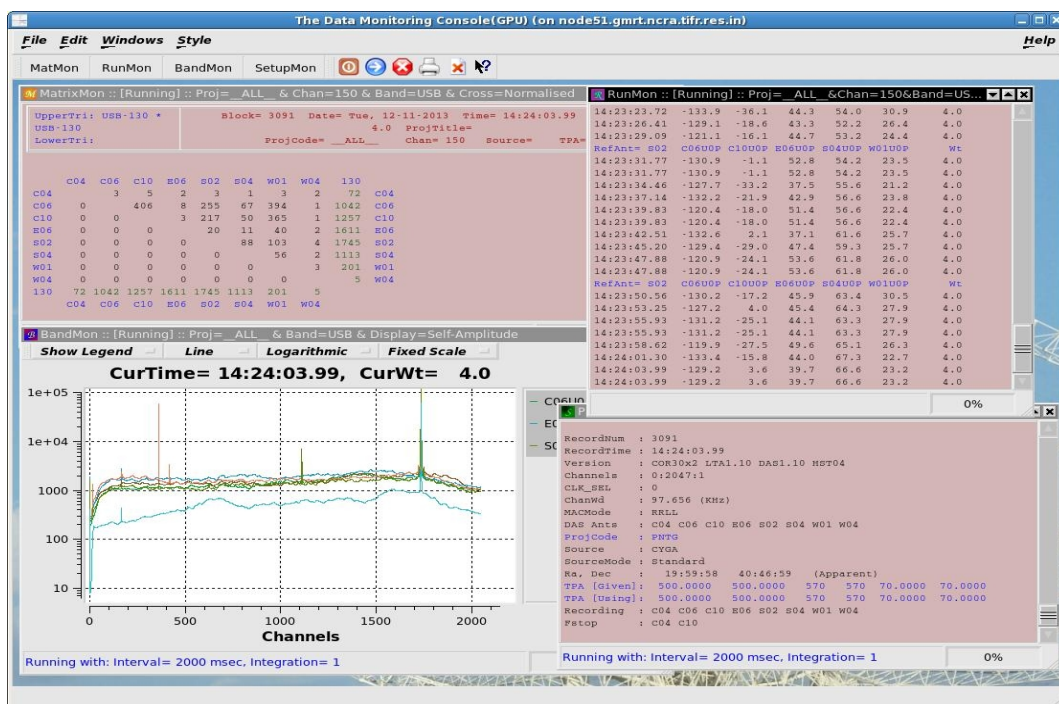 The Data Monitoring Console(GPU) (on node51.gmrt.ncra.tifr.res.in)
File Edit Windows Style Help
MatMon RunMon BandMon SetupMon
MatrixMon :: [Running] :: Proj=__ALL__ & Chan=150 & Band=USB & Cross=Normalised
UpperTri: USB-130 * Block= 3091 Date= Tue, 12-11-2013 Time= 14:24:03.99
USB-130 4.0 ProjTitle=
LowerTri: ProjCode= __ALL__ Chan= 150 Source= TPA=
C04 C06 C10 E06 S02 S04 W01 W04 130
C04 3 5 2 3 1 3 2 72 C04
C06 0 406 8 255 67 394 1 1042 C06
C10 0 0 3 217 50 365 1 1257 C10
E06 0 0 0 20 11 40 2 1611 E06
S02 0 0 0 0 88 103 4 1745 S02
S04 0 0 0 0 0 56 2 1113 S04
W01 0 0 0 0 0 0 3 201 W01
W04 0 0 0 0 0 0 0 5 W04
130 72 1042 1257 1611 1745 1113 201 5
C04 C06 C10 E06 S02 S04 W01 W04
RunMon :: [Running] :: Proj=__ALL__&Chan=150&Band=US...
14:23:23.72 -133.9 -36.1 44.3 54.0 30.9 4.0
14:23:26.41 -129.1 -18.6 43.3 52.2 26.4 4.0
14:23:29.09 -121.1 -16.1 44.7 53.2 24.4 4.0
RefAnt= S02 C06U0P C10U0P E06U0P S04U0P W01U0P Wt
14:23:31.77 -130.9 -1.1 52.8 54.2 23.5 4.0
14:23:31.77 -130.9 -1.1 52.8 54.2 23.5 4.0
14:23:34.46 -127.7 -33.2 37.5 55.6 21.2 4.0
14:23:37.14 -132.2 -21.9 42.9 56.6 23.8 4.0
14:23:39.83 -120.4 -18.0 51.4 56.6 22.4 4.0
14:23:39.83 -120.4 -18.0 51.4 56.6 22.4 4.0
14:23:42.51 -132.6 2.1 37.1 61.6 25.7 4.0
14:23:45.20 -129.4 -29.0 47.4 59.3 25.7 4.0
14:23:47.88 -120.9 -24.1 53.6 61.8 26.0 4.0
14:23:47.88 -120.9 -24.1 53.6 61.8 26.0 4.0
RefAnt= S02 C06U0P C10U0P E06U0P S04U0P W01U0P Wt
14:23:50.56 -130.2 -17.2 45.9 63.4 30.5 4.0
14:23:53.25 -127.2 4.0 45.4 64.3 27.9 4.0
14:23:55.93 -131.2 -25.1 44.1 63.3 27.9 4.0
14:23:55.93 -131.2 25.1 44.1 63.3 27.9 4.0
14:23:58.62 -119.9 -27.5 49.6 65.1 26.3 4.0
14:24:01.30 -133.4 -15.8 44.0 67.3 22.7 4.0
14:24:03.99 -129.2 3.6 39.7 66.6 23.2 4.0
14:24:03.99 -129.2 3.6 39.7 66.6 23.2 4.0
0%
BandMon :: [Running] :: Proj=__ALL__ & Band=USB & Display=Self-Amplitude
Show Legend Line Logarithmic Fixed Scale
CurTime= 14:24:03.99, CurWt= 4.0
1e+05
1e+04
1000
100
10
0 500 1000 1500 2000
Channels
C06U0
Running with: Interval= 2000 msec, Integration= 1
RecordNum : 3091
RecordTime : 14:24:03.99
Version : COR30x2 LTA1.10 DAS1.10 HST04
Channels : 0:2047:1
CLK_SEL : 0
ChanWd : 97.656 (KHz)
MACMode : RRLL
DAS Ants : C04 C06 C10 E06 S02 S04 W01 W04
ProjCode : PNTG
Source : CYGA
SourceMode : Standard
Ra, Dec : 19:59:58 40:46:59 (Apparent)
TPA [Given]: 500.0000 500.0000 570 570 70.0000 70.0000
TPA [Using]: 500.0000 500.0000 570 570 70.0000 70.0000
Recording : C04 C06 C10 E06 S02 S04 W01 W04
Fstop : C04 C10
Running with: Interval= 2000 msec, Integration= 1
0%